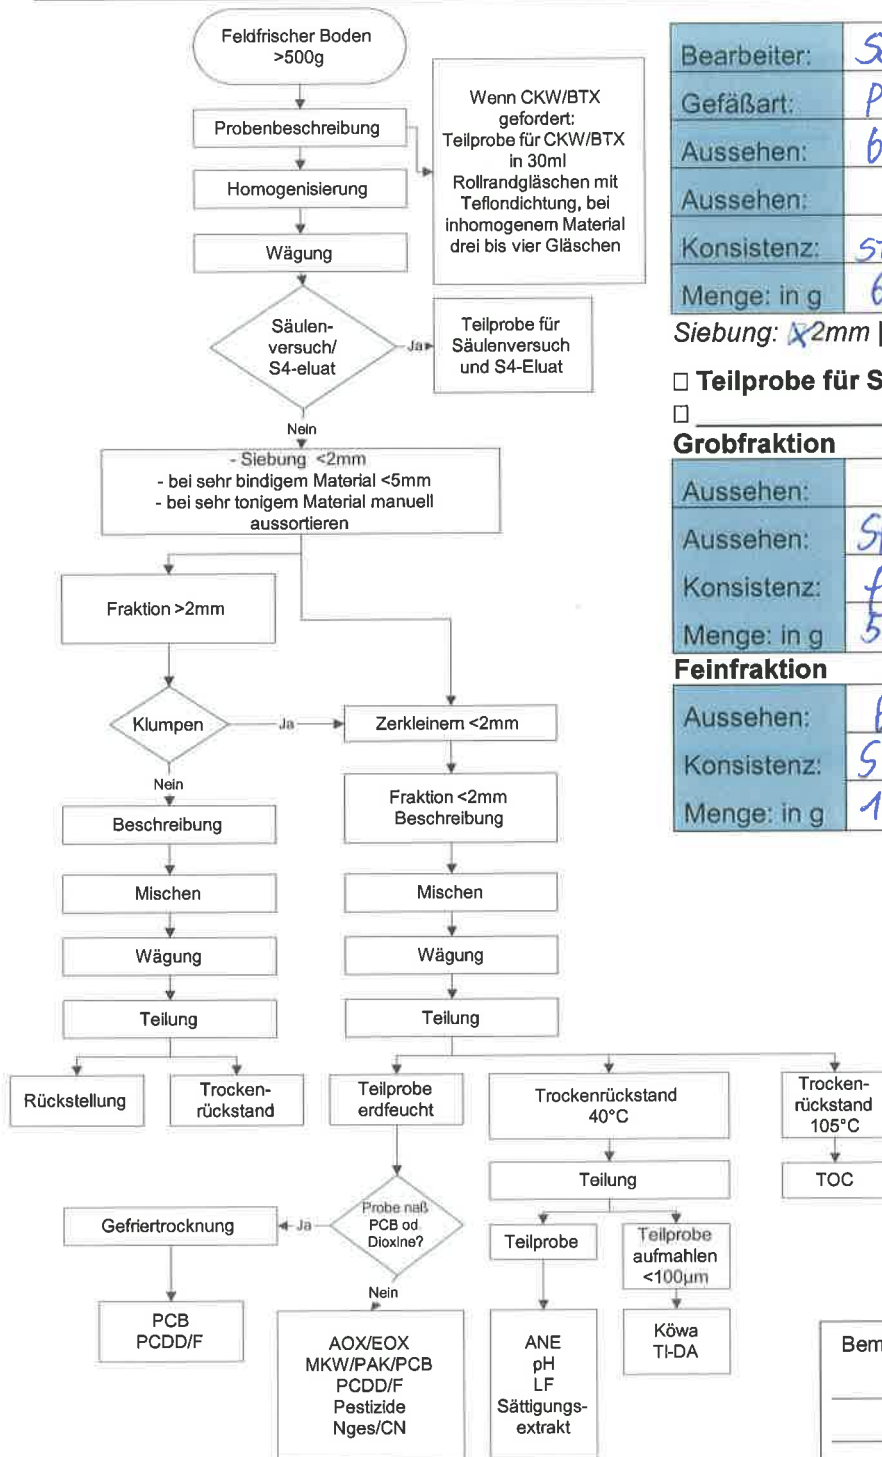 Feldfrischer Boden
>500g
Probenbeschreibung
Wenn CKW/BTX
gefordert:
Teilprobe für CKW/BTX
in 30ml
Rollrandgläschen mit
Teflondichtung, bei
inhomogenem Material
drei bis vier Gläschen
Homogenisierung
Wägung
Säulen-
versuch/
S4-eluat
Ja
Teilprobe für
Säulenversuch
und S4-Eluat
Nein
- Siebung <2mm
- bei sehr bindigem Material <5mm
- bei sehr tonigem Material manuell
aussortieren
Fraktion >2mm
Klumpen
Ja
Zerkleinern <2mm
Nein
Beschreibung
Fraktion <2mm
Beschreibung
Mischen
Mischen
Wägung
Wägung
Teilung
Teilung
Rückstellung
Trocken-
rückstand
Teilprobe
erdfeucht
Trockenrückstand
40°C
Trocken-
rückstand
105°C
Teilung
TOC
Probe naß
PCB od
Dioxine?
Ja
Gefriertrocknung
Teilprobe
Teilprobe
aufmahlen
<100µm
Nein
PCB
PCDD/F
AOX/EOX
MKW/PAK/PCB
PCDD/F
Pestizide
Nges/CN
ANE
pH
LF
Sättigungs-
extrakt
Köwa
TI-DA
Bearbeiter:
Gefäßart: P
Aussehen:
Aussehen:
Konsistenz:
Menge: in g 6
Siebung: ☒2mm |
☐ Teilprobe für S
☐
Grobfraktion
Aussehen:
Aussehen:
Konsistenz: f
Menge: in g 5
Feinfraktion
Aussehen:
Konsistenz: S
Menge: in g 1
Bem